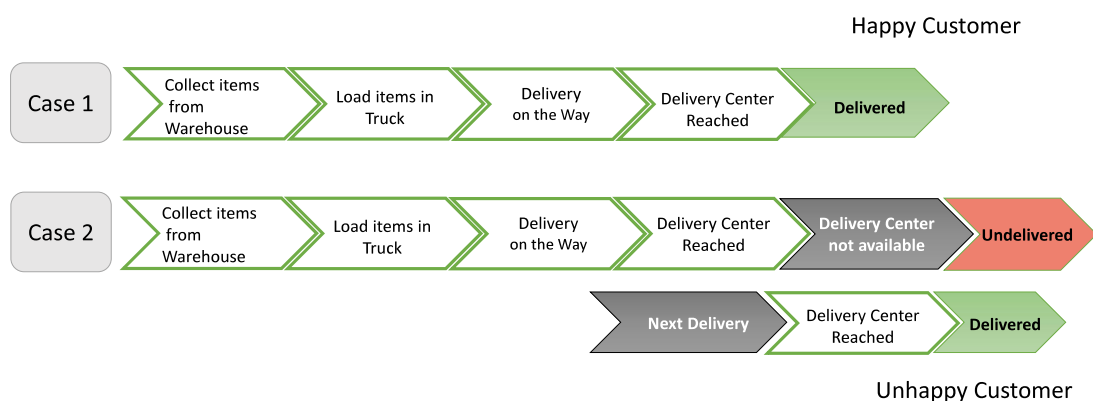 Happy Customer
Case 1
Collect items
from
Warehouse
Load items in
Truck
Delivery
on the Way
Delivery Center
Reached
Delivered
Case 2
Collect items
from
Warehouse
Load items in
Truck
Delivery
on the Way
Delivery Center
Reached
Delivery Center
not available
Undelivered
Next Delivery
Delivery Center
Reached
Delivered
Unhappy Customer